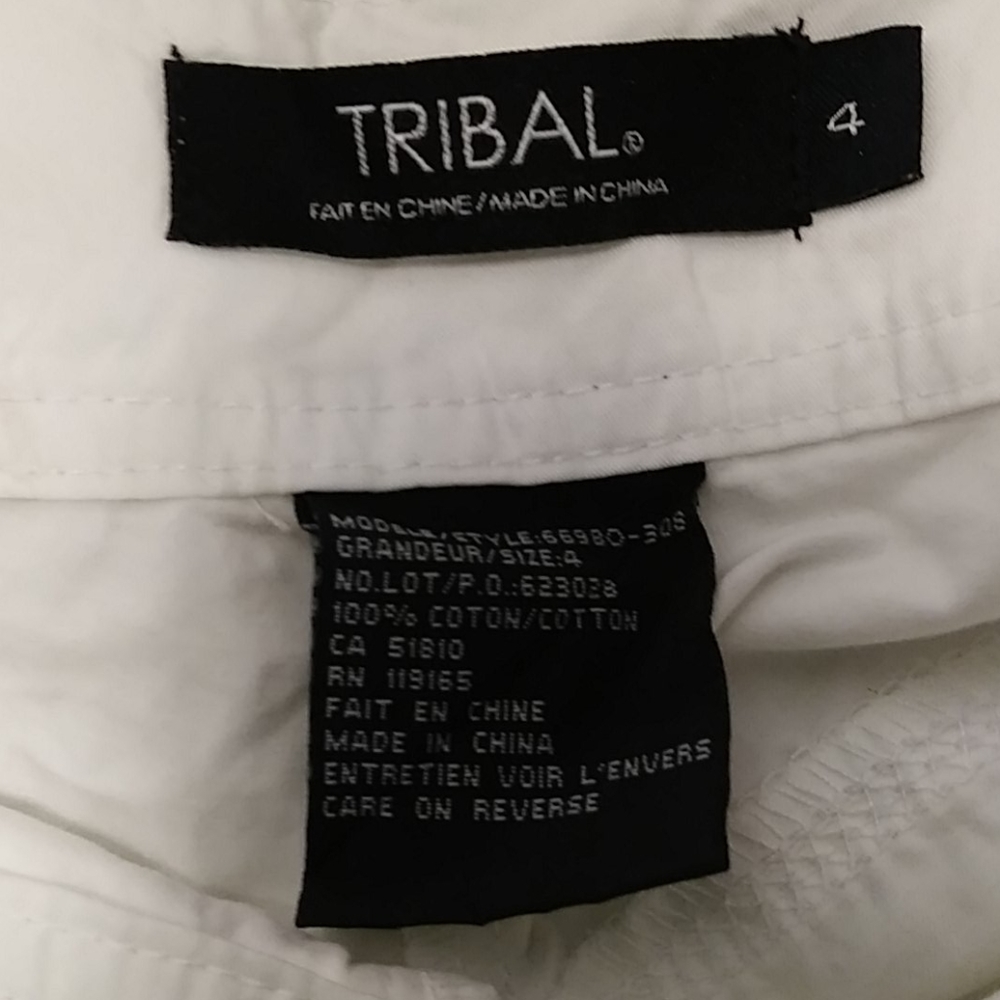 TRIBAL®
4
FAIT EN CHINE/MADE IN CHINA
MODELE/STYLE:66980-308
GRANDEUR/SIZE:4
NO.LOT/P.O.:623028
100% COTON/COTTON
CA 51810
RN 119165
FAIT EN CHINE
MADE IN CHINA
ENTRETIEN VOIR L'ENVERS
CARE ON REVERSE